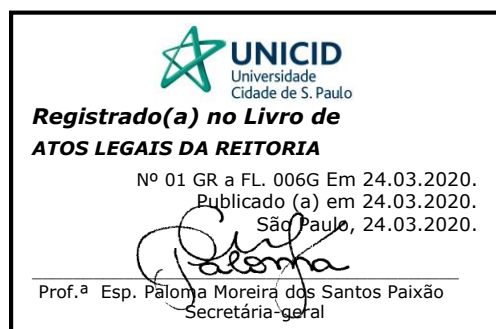 UNICID
Universidade
Cidade de S. Paulo
Registrado(a) no Livro de
ATOS LEGAIS DA REITORIA
Nº 01 GR a FL. 006G Em 24.03.2020.
Publicado (a) em 24.03.2020.
São Paulo, 24.03.2020.
Paloma
Prof.ª Esp. Paloma Moreira dos Santos Paixão
Secretária-geral